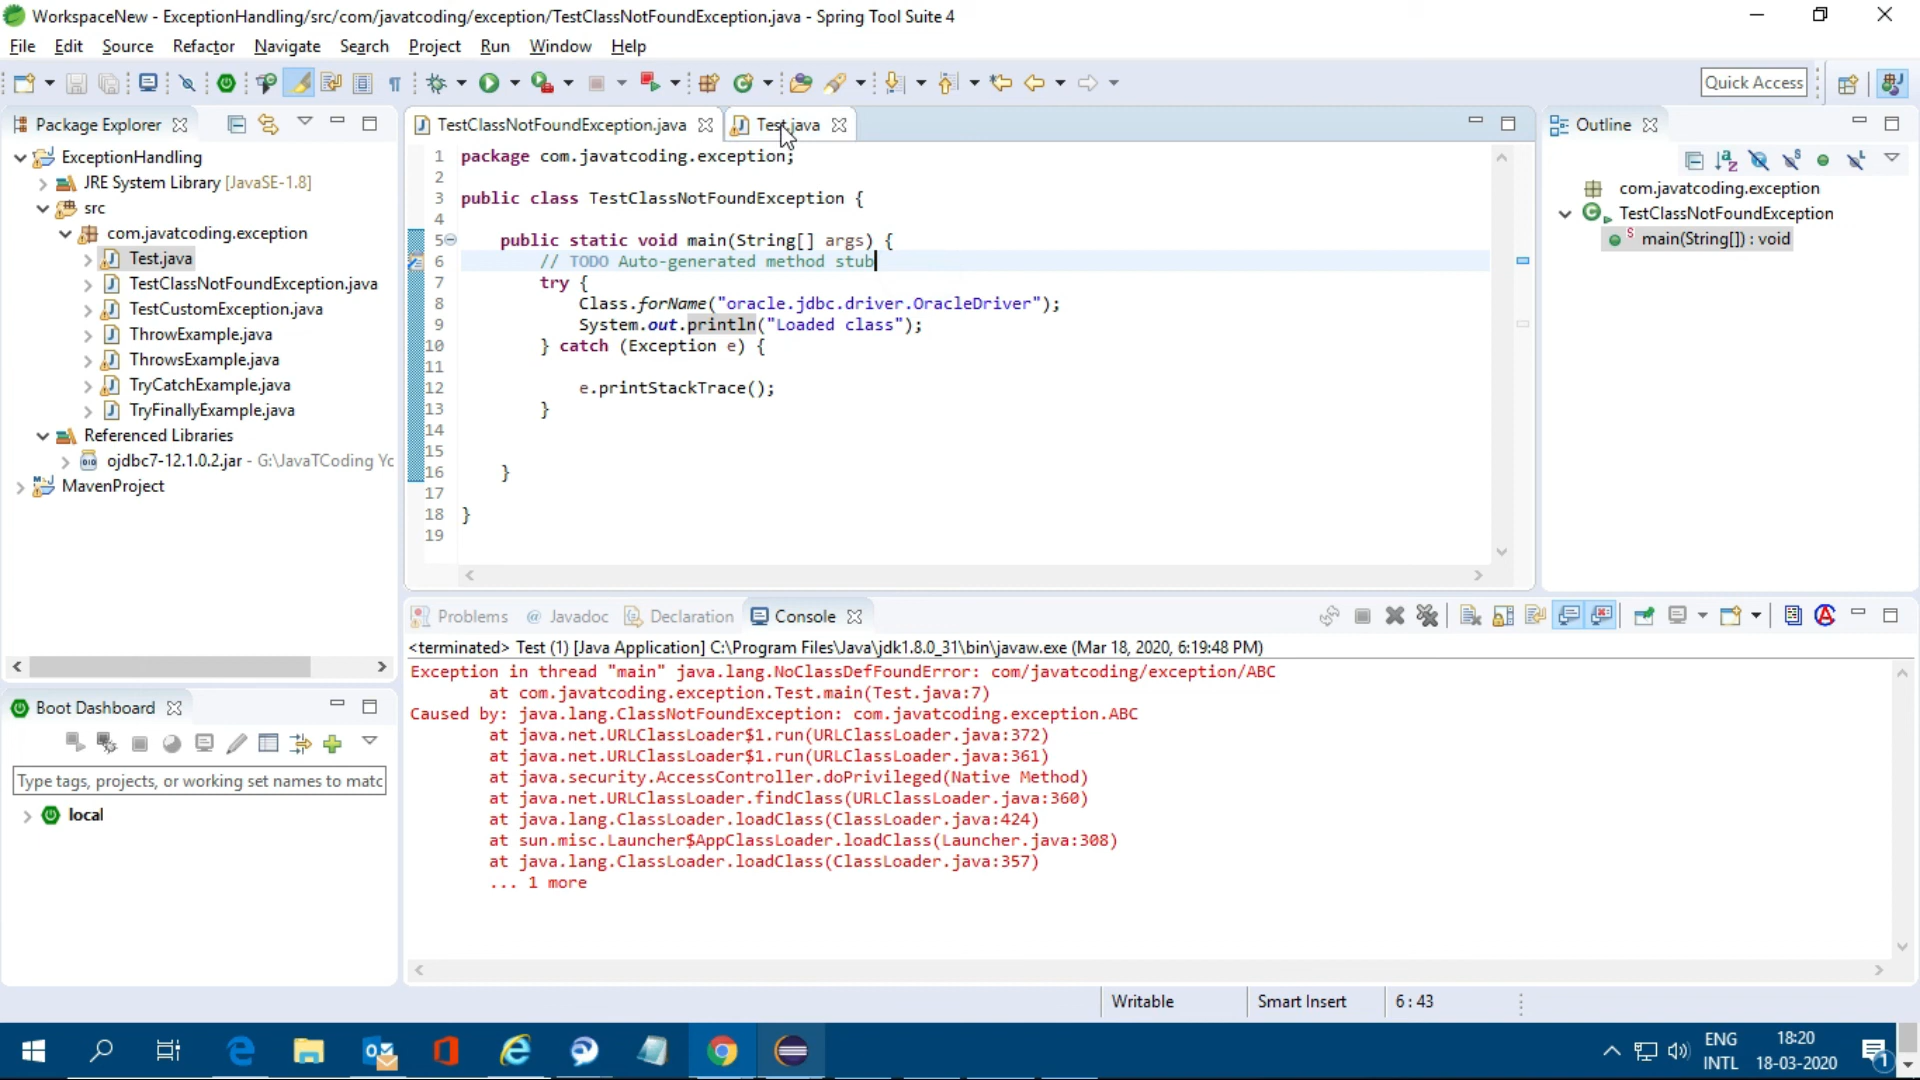 WorkspaceNew - ExceptionHandling/src/com/javatcoding/exception/TestClassNotFoundException.java - Spring Tool Suite 4
File Edit Source Refactor Navigate Search Project Run Window Help
Quick Access
Package Explorer
ExceptionHandling
JRE System Library [JavaSE-1.8]
src
com.javatcoding.exception
Test.java
TestClassNotFoundException.java
TestCustomException.java
ThrowExample.java
ThrowsExample.java
TryCatchExample.java
TryFinallyExample.java
Referenced Libraries
ojdbc7-12.1.0.2.jar - G:\JavaTCoding Yc
MavenProject
Boot Dashboard
Type tags, projects, or working set names to matc
local
TestClassNotFoundException.java Test.java
1 package com.javatcoding.exception;
2
3 public class TestClassNotFoundException {
4
5 public static void main(String[] args) {
6 // TODO Auto-generated method stub
7 try {
8 Class.forName("oracle.jdbc.driver.OracleDriver");
9 System.out.println("Loaded class");
10 } catch (Exception e) {
11
12 e.printStackTrace();
13 }
14
15
16 }
17
18 }
19
Outline
com.javatcoding.exception
TestClassNotFoundException
main(String[]) : void
Problems @ Javadoc Declaration Console
<terminated> Test (1) [Java Application] C:\Program Files\Java\jdk1.8.0_31\bin\javaw.exe (Mar 18, 2020, 6:19:48 PM)
Exception in thread "main" java.lang.NoClassDefFoundError: com/javatcoding/exception/ABC
at com.javatcoding.exception.Test.main(Test.java:7)
Caused by: java.lang.ClassNotFoundException: com.javatcoding.exception.ABC
at java.net.URLClassLoader$1.run(URLClassLoader.java:372)
at java.net.URLClassLoader$1.run(URLClassLoader.java:361)
at java.security.AccessController.doPrivileged(Native Method)
at java.net.URLClassLoader.findClass(URLClassLoader.java:360)
at java.lang.ClassLoader.loadClass(ClassLoader.java:424)
at sun.misc.Launcher$AppClassLoader.loadClass(Launcher.java:308)
at java.lang.ClassLoader.loadClass(ClassLoader.java:357)
... 1 more
Writable Smart Insert 6 : 43
ENG
INTL
18:20
18-03-2020
1